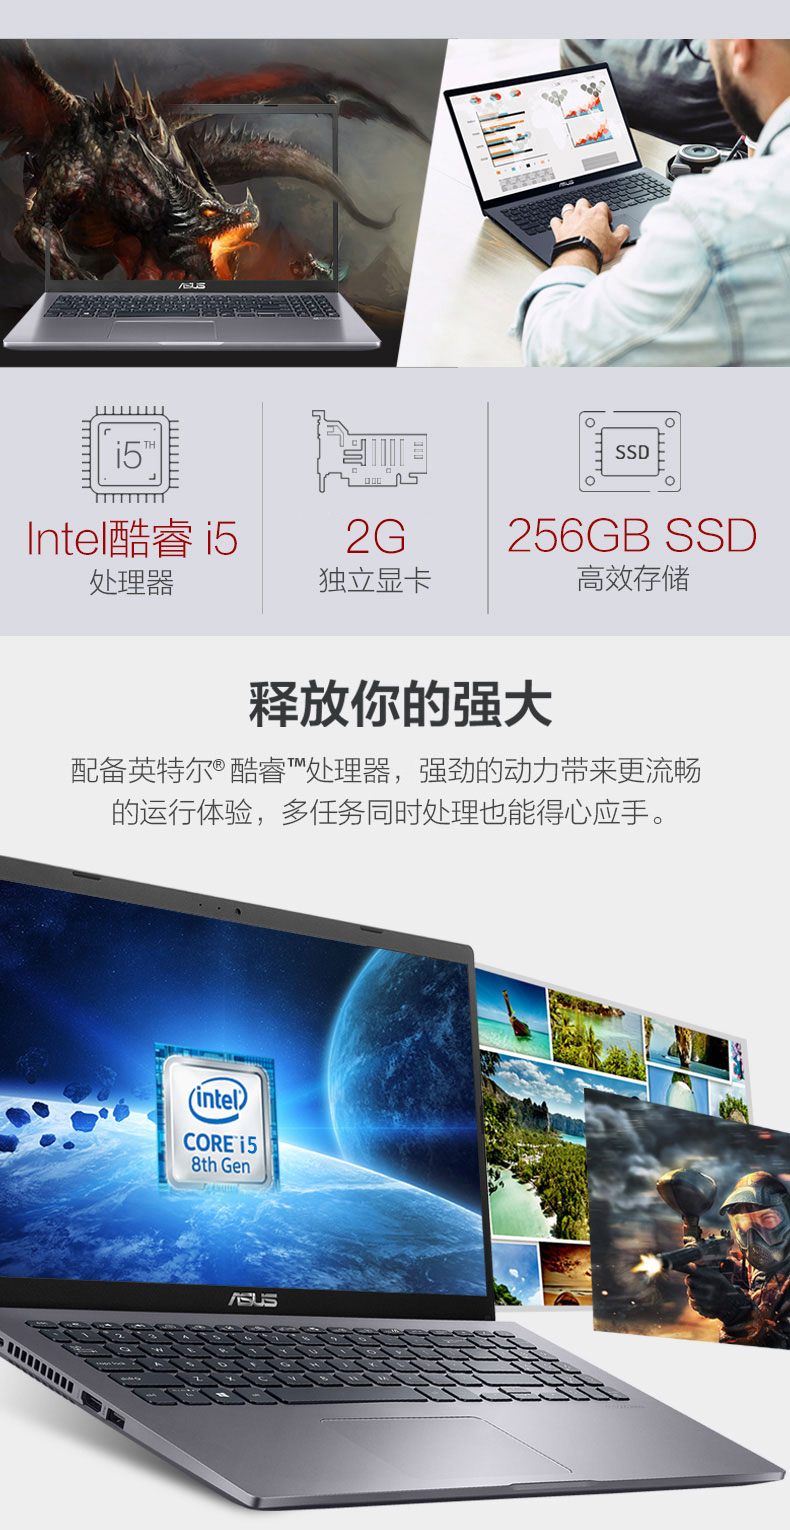 ASUS
ASUS
i5TH
SSD
Intel酷睿 i5
2G
256GB SSD
处理器
独立显卡
高效存储
释放你的强大
配备英特尔® 酷睿™处理器，强劲的动力带来更流畅
的运行体验，多任务同时处理也能得心应手。
intel
CORE™ i5
8th Gen
ASUS